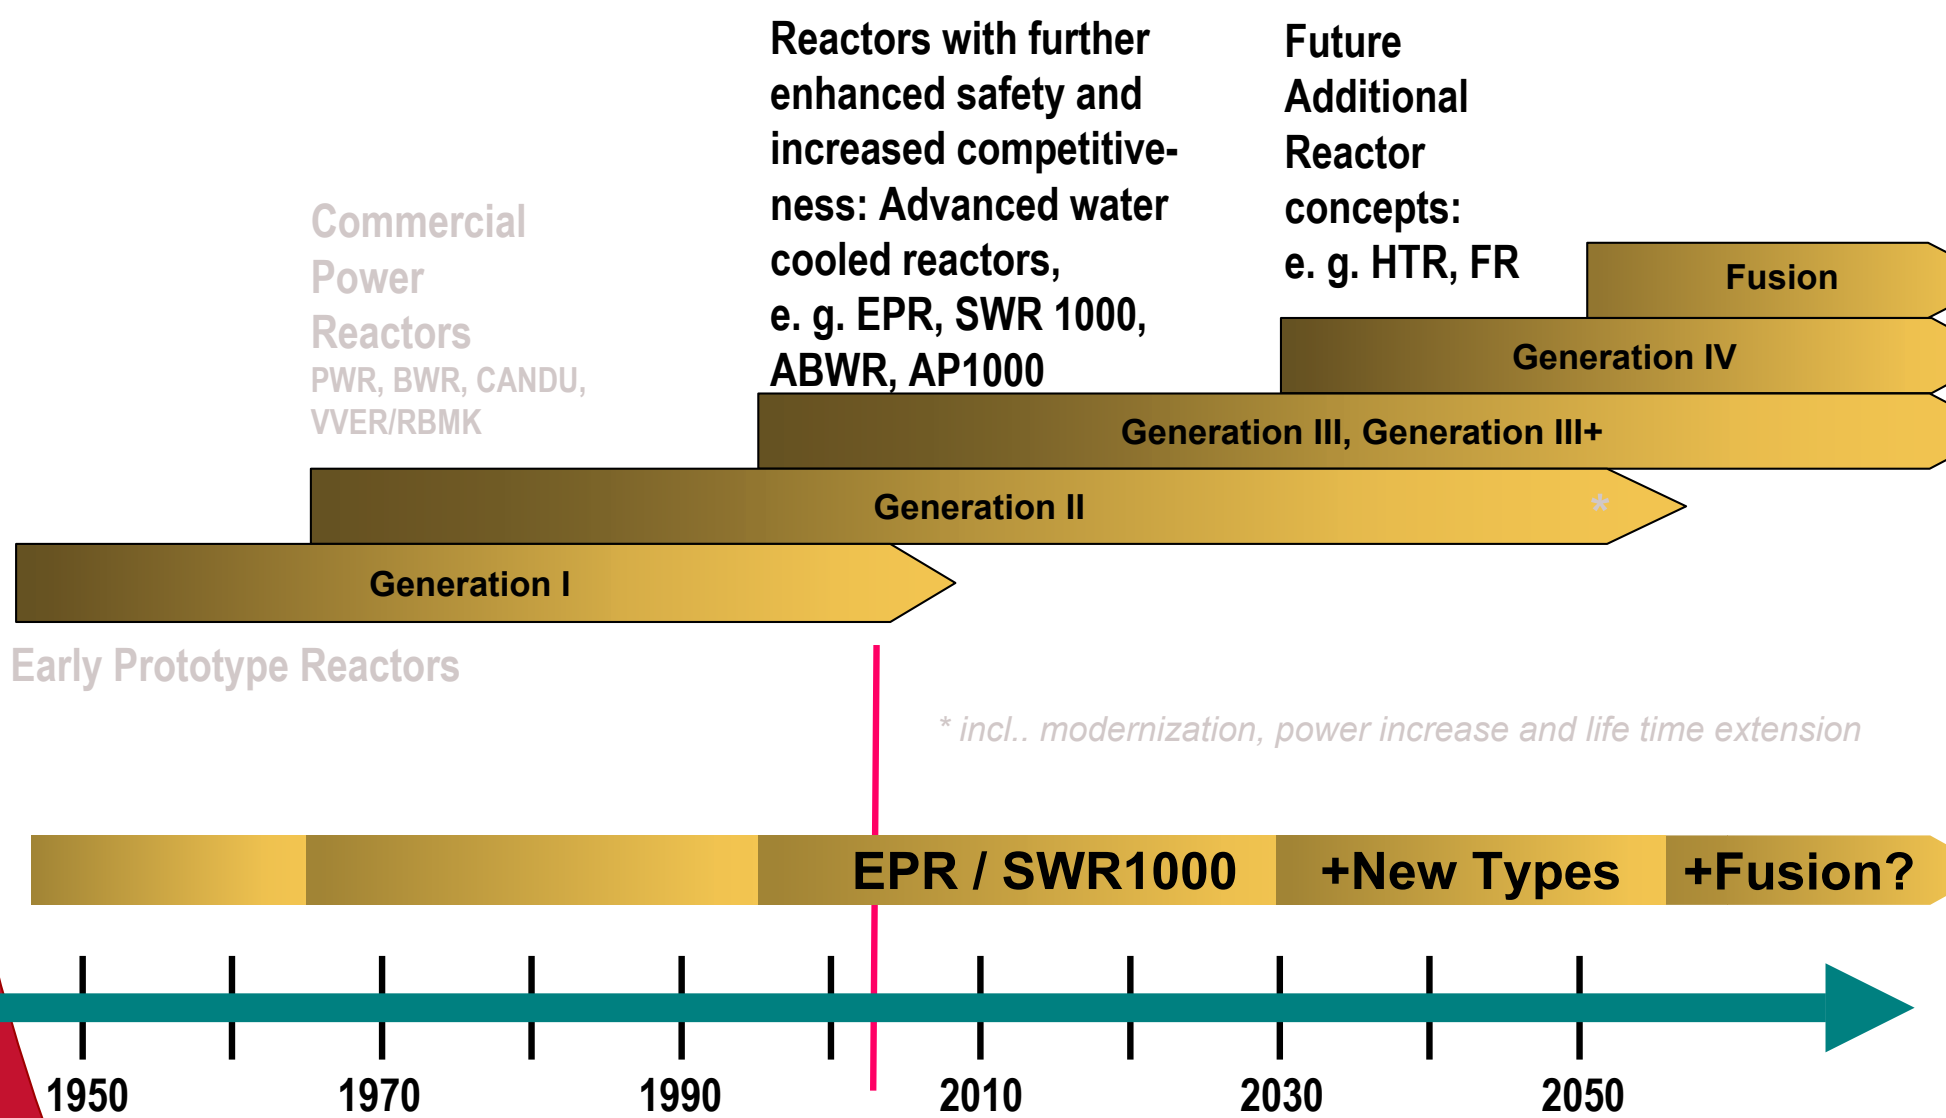 Reactors with further
enhanced safety and
increased competitive-
ness: Advanced water
cooled reactors,
e. g. EPR, SWR 1000,
ABWR, AP1000
Future
Additional
Reactor
concepts:
e. g. HTR, FR
Commercial
Power
Reactors
PWR, BWR, CANDU,
VVER/RBMK
Fusion
Generation IV
Generation III, Generation III+
Generation II
*
Generation I
Early Prototype Reactors
* incl.. modernization, power increase and life time extension
EPR / SWR1000
+New Types
+Fusion?
1950
1970
1990
2010
2030
2050